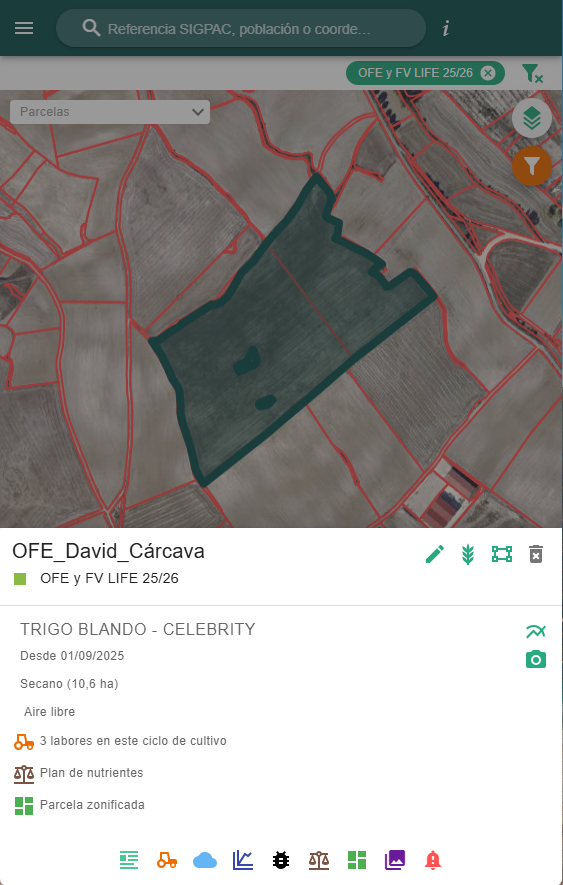 Referencia SIGPAC, población o coorde...
i
OFE y FV LIFE 25/26
Parcelas
OFE_David_Cárcava
OFE y FV LIFE 25/26
TRIGO BLANDO - CELEBRITY
Desde 01/09/2025
Secano (10,6 ha)
Aire libre
3 labores en este ciclo de cultivo
Plan de nutrientes
Parcela zonificada